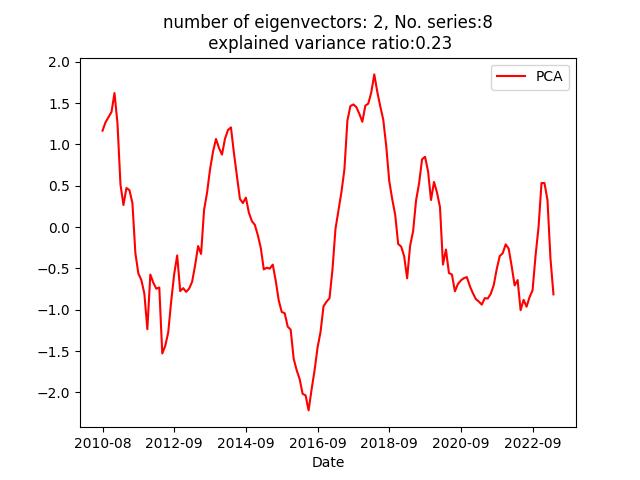 number of eigenvectors: 2, No. series:8
explained variance ratio:0.23
PCA
2.0
1.5
1.0
0.5
0.0
−0.5
−1.0
−1.5
−2.0
2010-08 2012-09 2014-09 2016-09 2018-09 2020-09 2022-09
Date